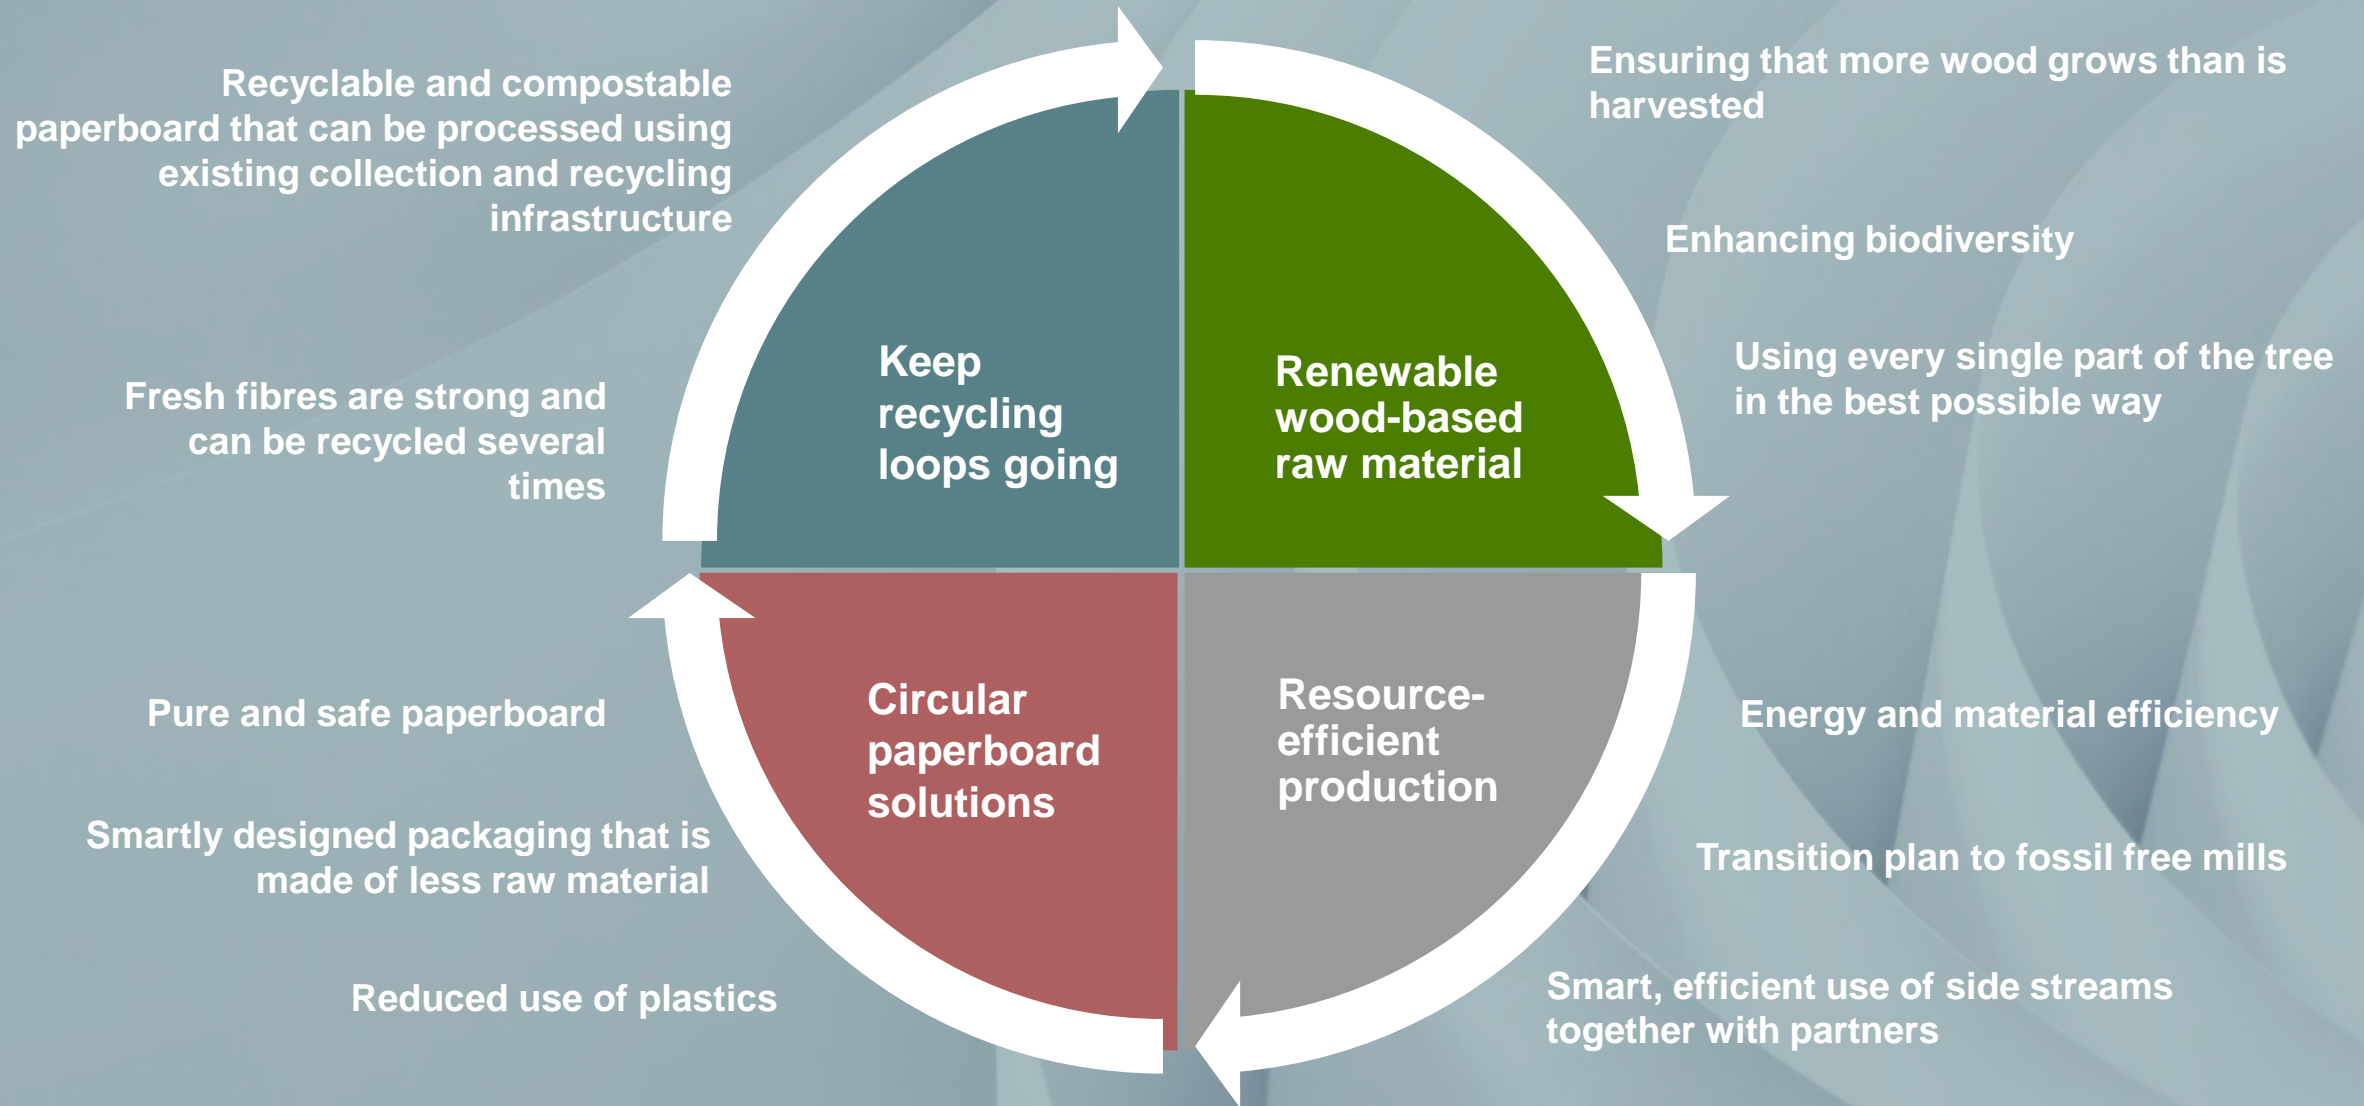 Recyclable and compostable
paperboard that can be processed using
existing collection and recycling
infrastructure
Fresh fibres are strong and
can be recycled several
times
Pure and safe paperboard
Smartly designed packaging that is
made of less raw material
Reduced use of plastics
Keep
recycling
loops going
Renewable
wood-based
raw material
Circular
paperboard
solutions
Resource-
efficient
production
Ensuring that more wood grows than is
harvested
Enhancing biodiversity
Using every single part of the tree
in the best possible way
Energy and material efficiency
Transition plan to fossil free mills
Smart, efficient use of side streams
together with partners